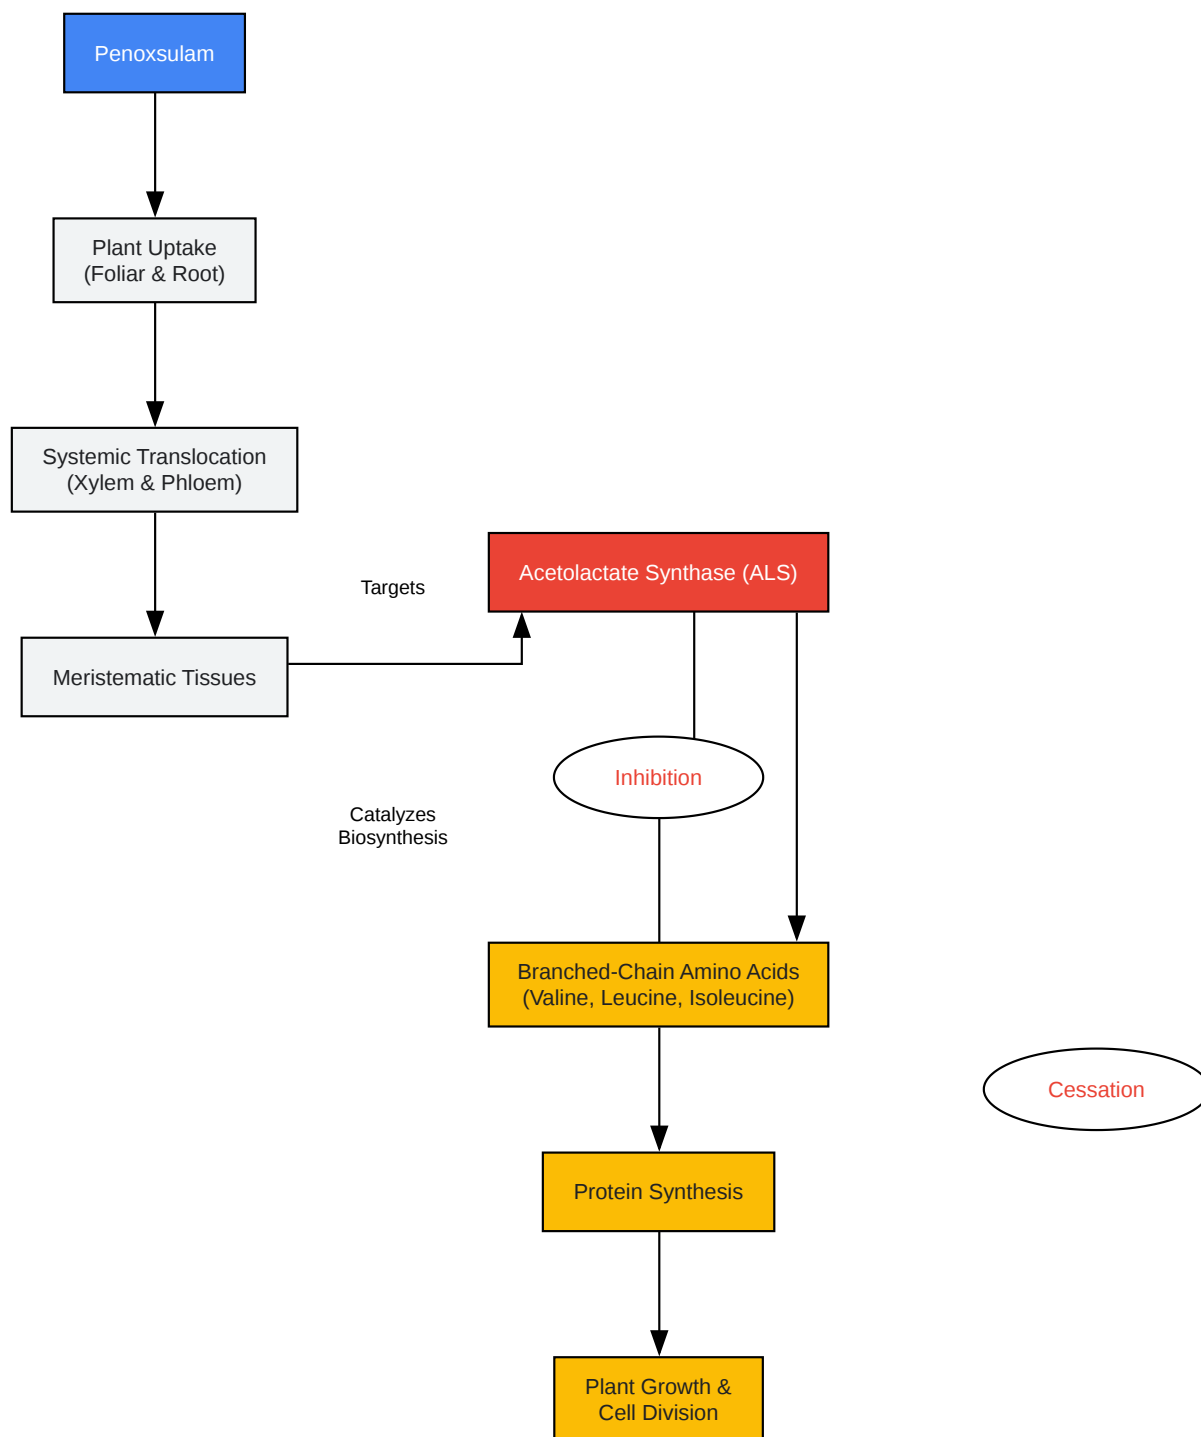 Penoxsulam
Plant Uptake
(Foliar & Root)
Systemic Translocation
(Xylem & Phloem)
Meristematic Tissues
Targets
Acetolactate Synthase (ALS)
Inhibition
Catalyzes
Biosynthesis
Branched-Chain Amino Acids
(Valine, Leucine, Isoleucine)
Cessation
Protein Synthesis
Plant Growth &
Cell Division